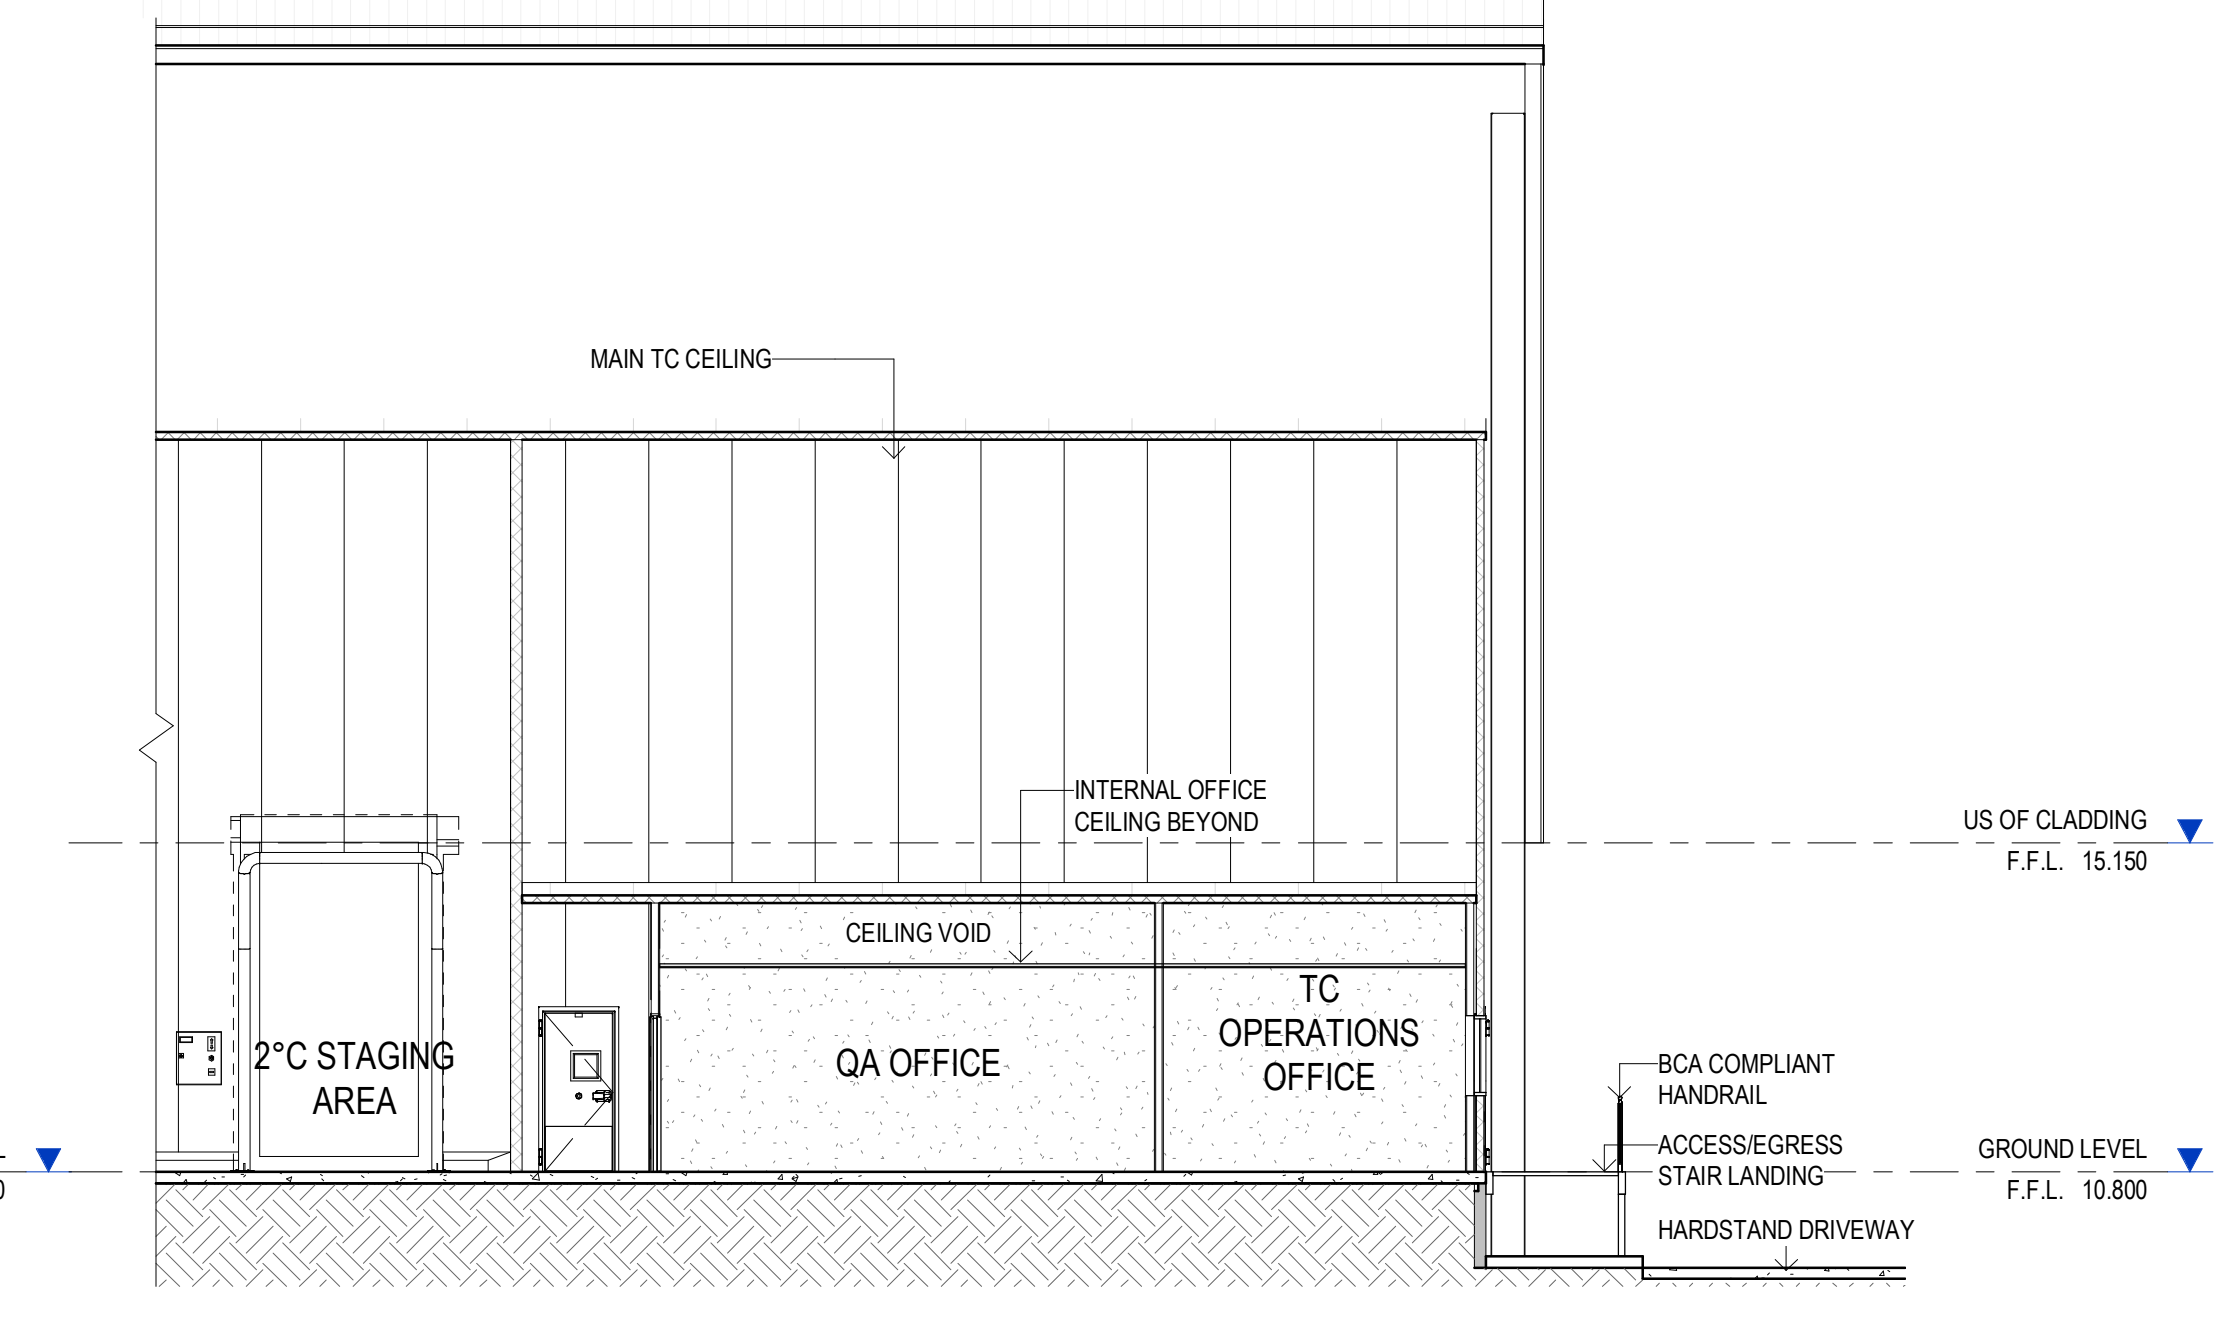 MAIN TC CEILING
INTERNAL OFFICE
CEILING BEYOND
US OF CLADDING
F.F.L. 15.150
CEILING VOID
TC
OPERATIONS
OFFICE
QA OFFICE
2°C STAGING
AREA
BCA COMPLIANT
HANDRAIL
ACCESS/EGRESS
STAIR LANDING
GROUND LEVEL
F.F.L. 10.800
HARDSTAND DRIVEWAY